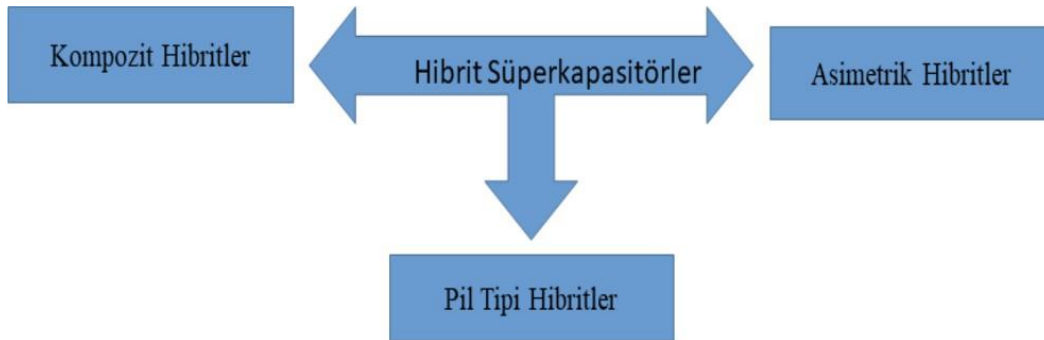 Kompozit Hibritler
Hibrit Süperkapasitörler
Asimetrik Hibritler
Pil Tipi Hibritler